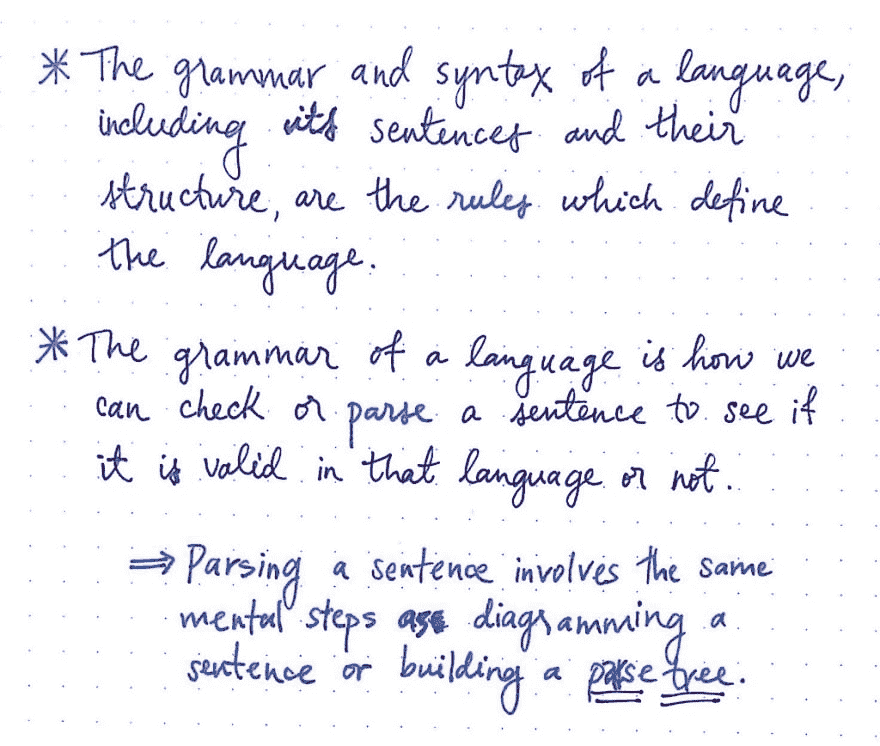 * The grammar and syntax of a language,
including its sentences and their
structure, are the rules which define
the language.
* The grammar of a language is how we
can check or parse a sentence to see if
it is valid in that language or not.
⇒ Parsing a sentence involves the same
mental steps as diagramming a
sentence or building a parse tree.